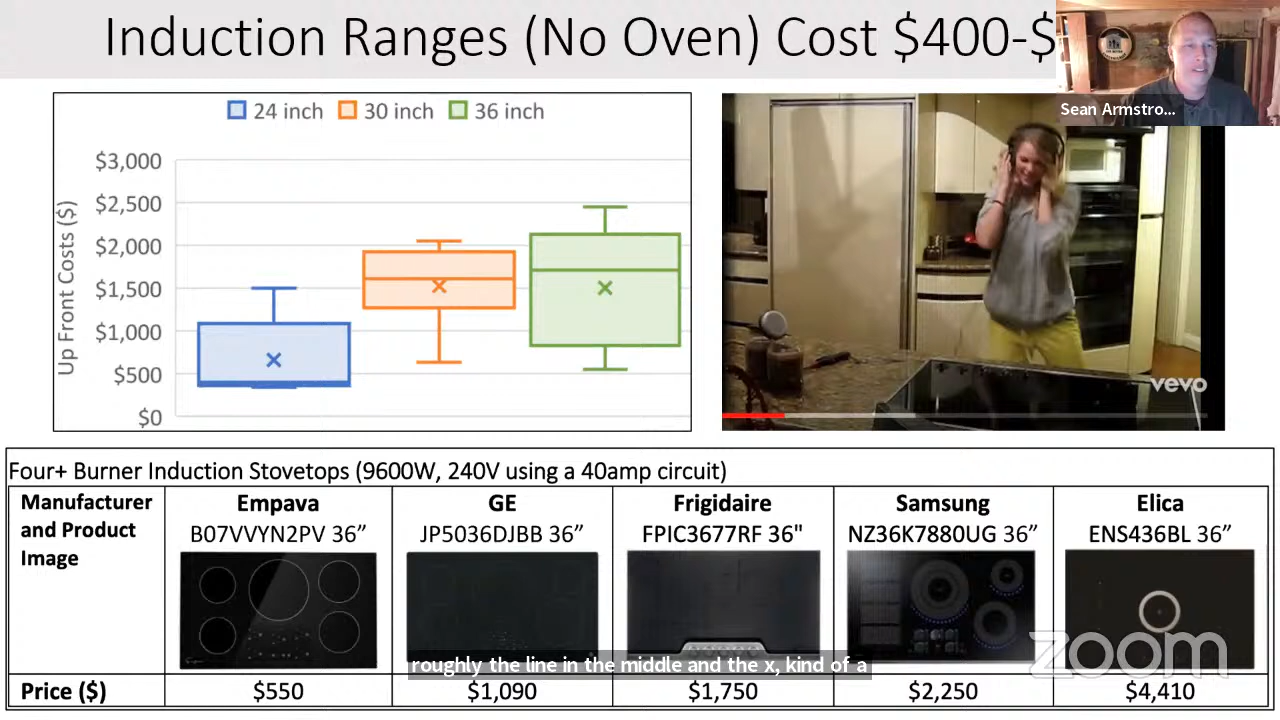 Induction Ranges (No Oven) Cost $400-$
Sean Armstro...
24 inch 30 inch 36 inch
Up Front Costs ($)
$3,000
$2,500
$2,000
$1,500
$1,000
$500
$0
vevo
Four+ Burner Induction Stovetops (9600W, 240V using a 40amp circuit)
Manufacturer and Product Image
Empava
B07VVYN2PV 36”
GE
JP5036DJBB 36”
Frigidaire
FPIC3677RF 36"
Samsung
NZ36K7880UG 36”
Elica
ENS436BL 36”
roughly the line in the middle and the x, kind of a
zoom
Price ($) $550 $1,090 $1,750 $2,250 $4,410